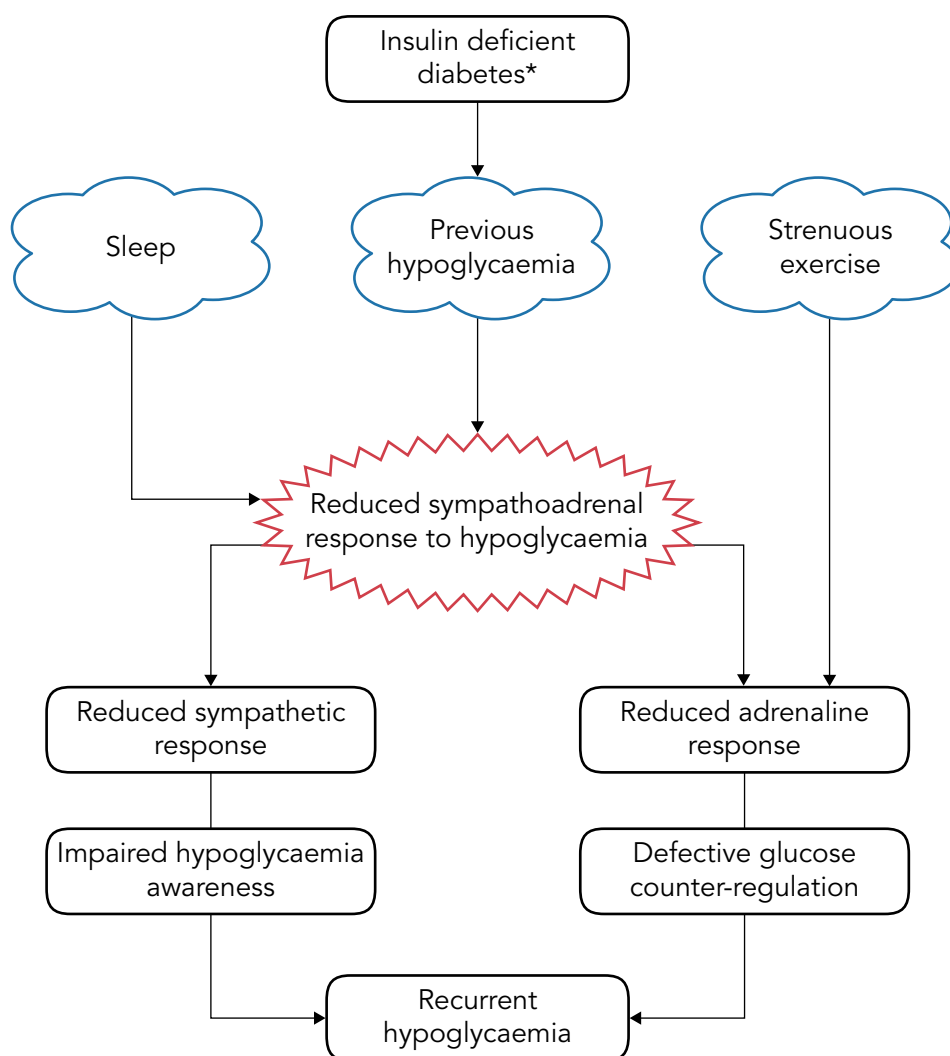 Insulin deficient
diabetes*
Sleep
Previous
hypoglycaemia
Strenuous
exercise
Reduced sympathoadrenal
response to hypoglycaemia
Reduced sympathetic
response
Reduced adrenaline
response
Impaired hypoglycaemia
awareness
Defective glucose
counter-regulation
Recurrent
hypoglycaemia